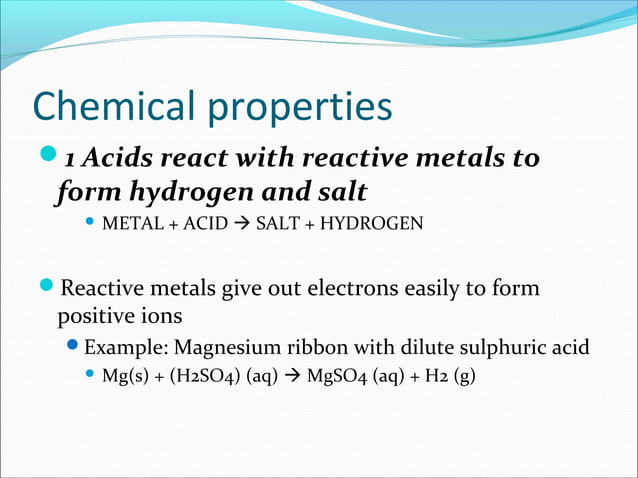 Chemical properties
1 Acids react with reactive metals to
form hydrogen and salt
METAL + ACID → SALT + HYDROGEN
Reactive metals give out electrons easily to form
positive ions
Example: Magnesium ribbon with dilute sulphuric acid
Mg(s) + (H2SO4) (aq) → MgSO4 (aq) + H2 (g)